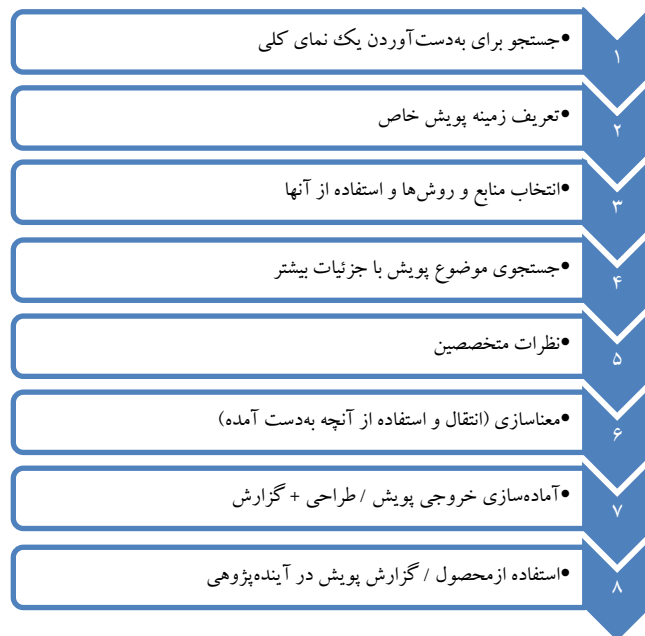 ۱
•جستجو برای به‌دست‌آوردن یک نمای کلی
۲
•تعریف زمینه پویش خاص
۳
•انتخاب منابع و روش‌ها و استفاده از آنها
۴
•جستجوی موضوع پویش با جزئیات بیشتر
۵
•نظرات متخصصین
۶
•معناسازی (انتقال و استفاده از آنچه به‌دست آمده)
۷
•آماده‌سازی خروجی پویش / طراحی + گزارش
۸
•استفاده ازمحصول / گزارش پویش در آینده‌پژوهی